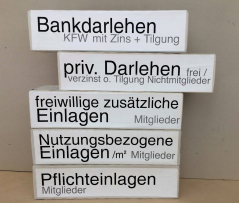 Bankdarlehen
KFW mit Zins + Tilgung
priv. Darlehen frei /
verzinst o. Tilgung Nichtmitglieder
freiwillige zusätzliche
Einlagen Mitglieder
Nutzungsbezogene
Einlagen /m² Mitglieder
Pflichteinlagen
Mitglieder